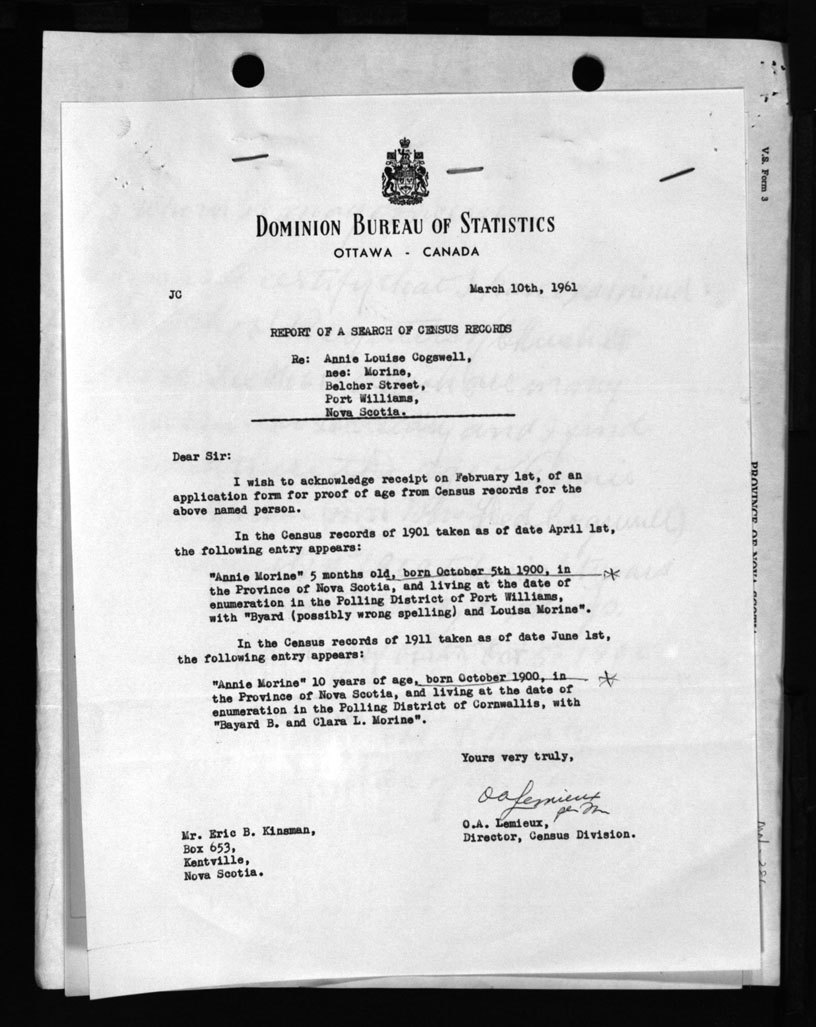 V.S. Form 3
DOMINION BUREAU OF STATISTICS
OTTAWA - CANADA
JC
March 10th, 1961
REPORT OF A SEARCH OF CENSUS RECORDS
Re: Annie Louise Cogswell,
nee: Morine,
Belcher Street,
Port Williams,
Nova Scotia.
Dear Sir:
I wish to acknowledge receipt on February 1st, of an
application form for proof of age from Census records for the
above named person.
In the Census records of 1901 taken as of date April 1st,
the following entry appears:
"Annie Morine" 5 months old, born October 5th 1900, in
the Province of Nova Scotia, and living at the date of
enumeration in the Polling District of Port Williams,
with "Byard (possibly wrong spelling) and Louisa Morine".
In the Census records of 1911 taken as of date June 1st,
the following entry appears:
"Annie Morine" 10 years of age, born October 1900, in
the Province of Nova Scotia, and living at the date of
enumeration in the Polling District of Cornwallis, with
"Bayard B. and Clara L. Morine".
Yours very truly,
OALemieux
per
O.A. Lemieux,
Director, Census Division.
Mr. Eric B. Kinsman,
Box 653,
Kentville,
Nova Scotia.
PROVINCE OF NOVA SCOTIA